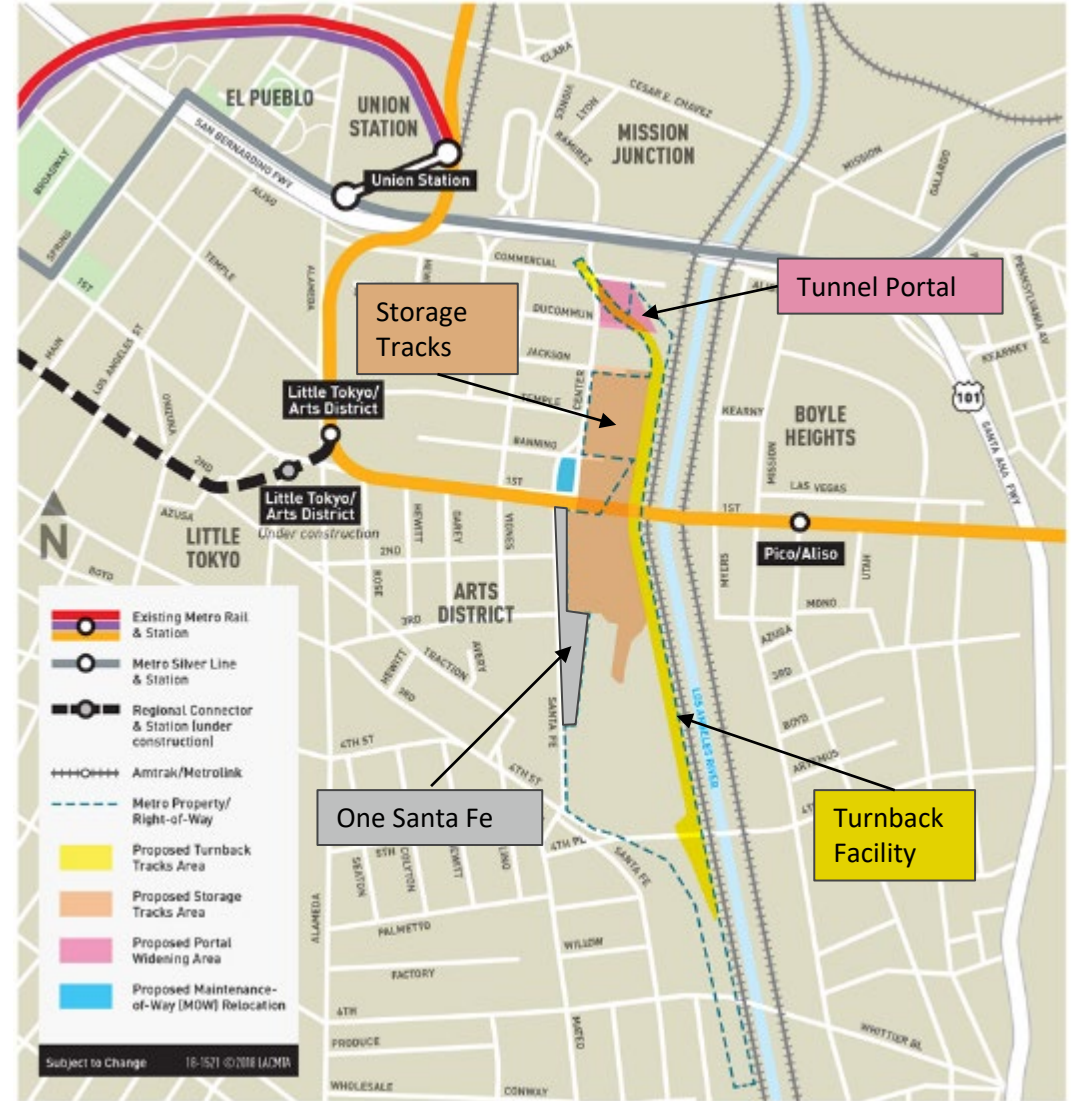 CLARA
VIGNES
LYON
CESAR E. CHAVEZ
EL PUEBLO
UNION
STATION
RAMIREZ
MISSION
JUNCTION
MISSION
GALARDO
SAN BERNARDINO FWY
Union Station
BROADWAY
ALISO
SPRING
1ST
TEMPLE
ALAMEDA
COMMERCIAL
Tunnel Portal
PENNSYLVANIA AV
Storage
Tracks
DUCOMMUN
KEARNEY
MAIN
LOS ANGELES ST
JACKSON
CENTER
TEMPLE
101
SANTA ANA FWY
Little Tokyo/
Arts District
KEARNY
BOYLE
HEIGHTS
BANNING
MISSION
2ND
1ST
LAS VEGAS
1ST
Little Tokyo/
Arts District
Under construction
AZUSA
LITTLE
TOKYO
N
HEWITT
GAREY
VIGNES
Pico/Aliso
2ND
ROSE
MYERS
UTAH
BOYD
ARTS
DISTRICT
3RD
MONO
AZUSA
HEWITT
TRACTION
AVERY
3RD
3RD
SANTA FE
LOS ANGELES RIVER
BOYD
4TH ST
4TH ST
ARTEMUS
One Santa Fe
Turnback
Facility
4TH PL
SANTA FE
5TH
SEATON
COLYTON
HEWITT
ALAMEDA
PALMETTO
WILLOW
FACTORY
6TH
MATEO
WHITTIER BL
PRODUCE
WHOLESALE
CONWAY
Existing Metro Rail
& Station
Metro Silver Line
& Station
Regional Connector
& Station (under
construction)
Amtrak/Metrolink
Metro Property/
Right-of-Way
Proposed Turnback
Tracks Area
Proposed Storage
Tracks Area
Proposed Portal
Widening Area
Proposed Maintenance-
of-Way (MOW) Relocation
Subject to Change 18-1521 ©2018 LACMTA